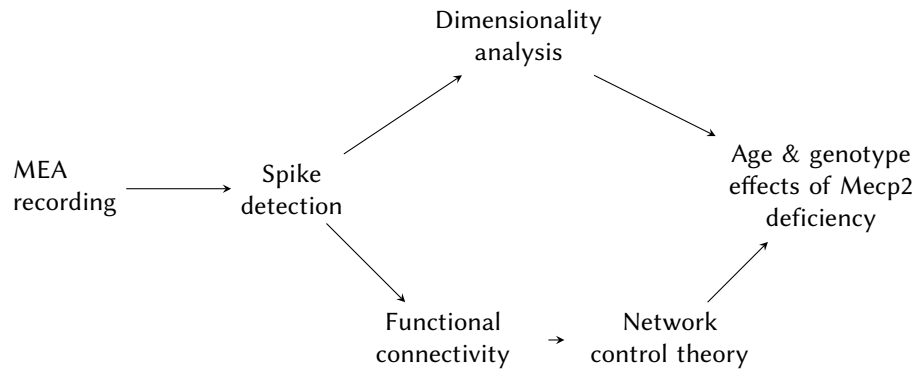 Dimensionality
analysis
MEA
recording
Spike
detection
Age & genotype
effects of Mecp2
deficiency
Functional
connectivity
Network
control theory